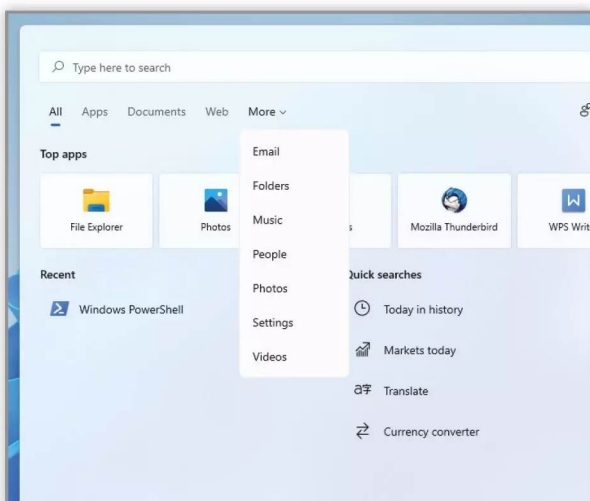 Type here to search
All Apps Documents Web More
Top apps
Email
Folders
Music
People
Photos
Settings
Videos
File Explorer
Photos
s
Mozilla Thunderbird
WPS Writ
Recent
Windows PowerShell
Quick searches
Today in history
Markets today
Translate
Currency converter